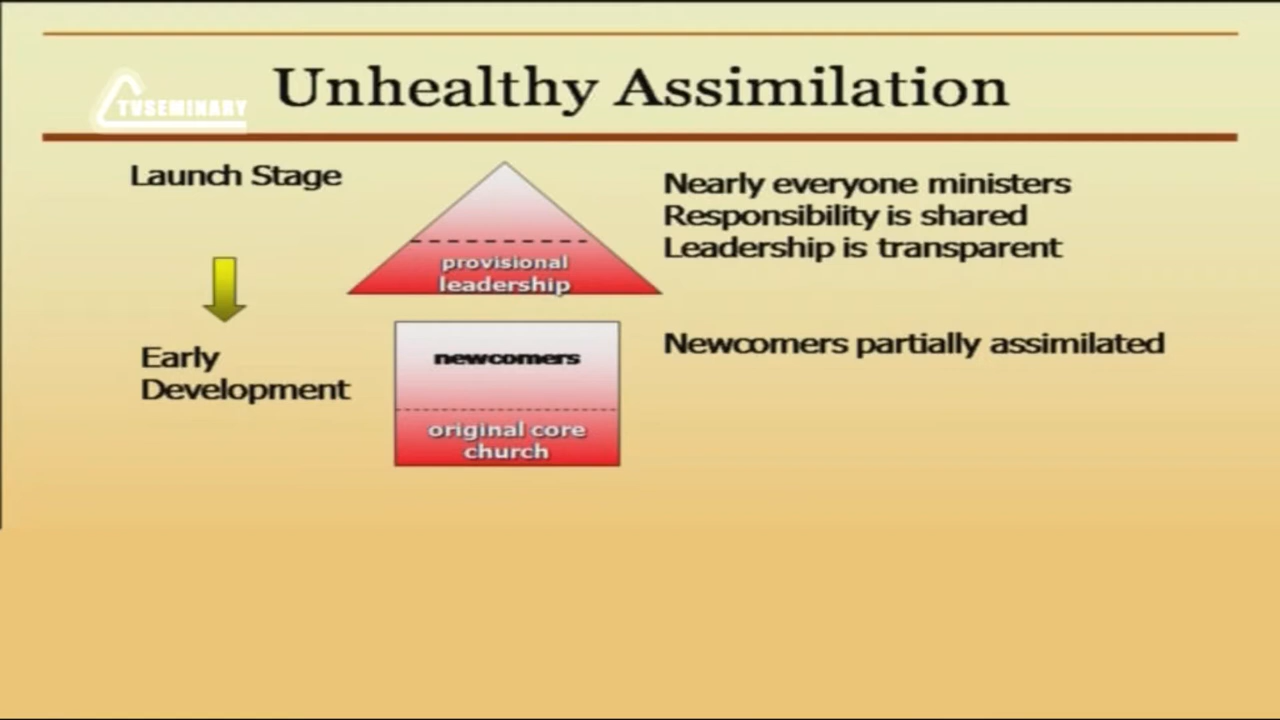 TVSEMINARY
Unhealthy Assimilation
Launch Stage
provisional
leadership
Nearly everyone ministers
Responsibility is shared
Leadership is transparent
Early
Development
newcomers
original core
church
Newcomers partially assimilated